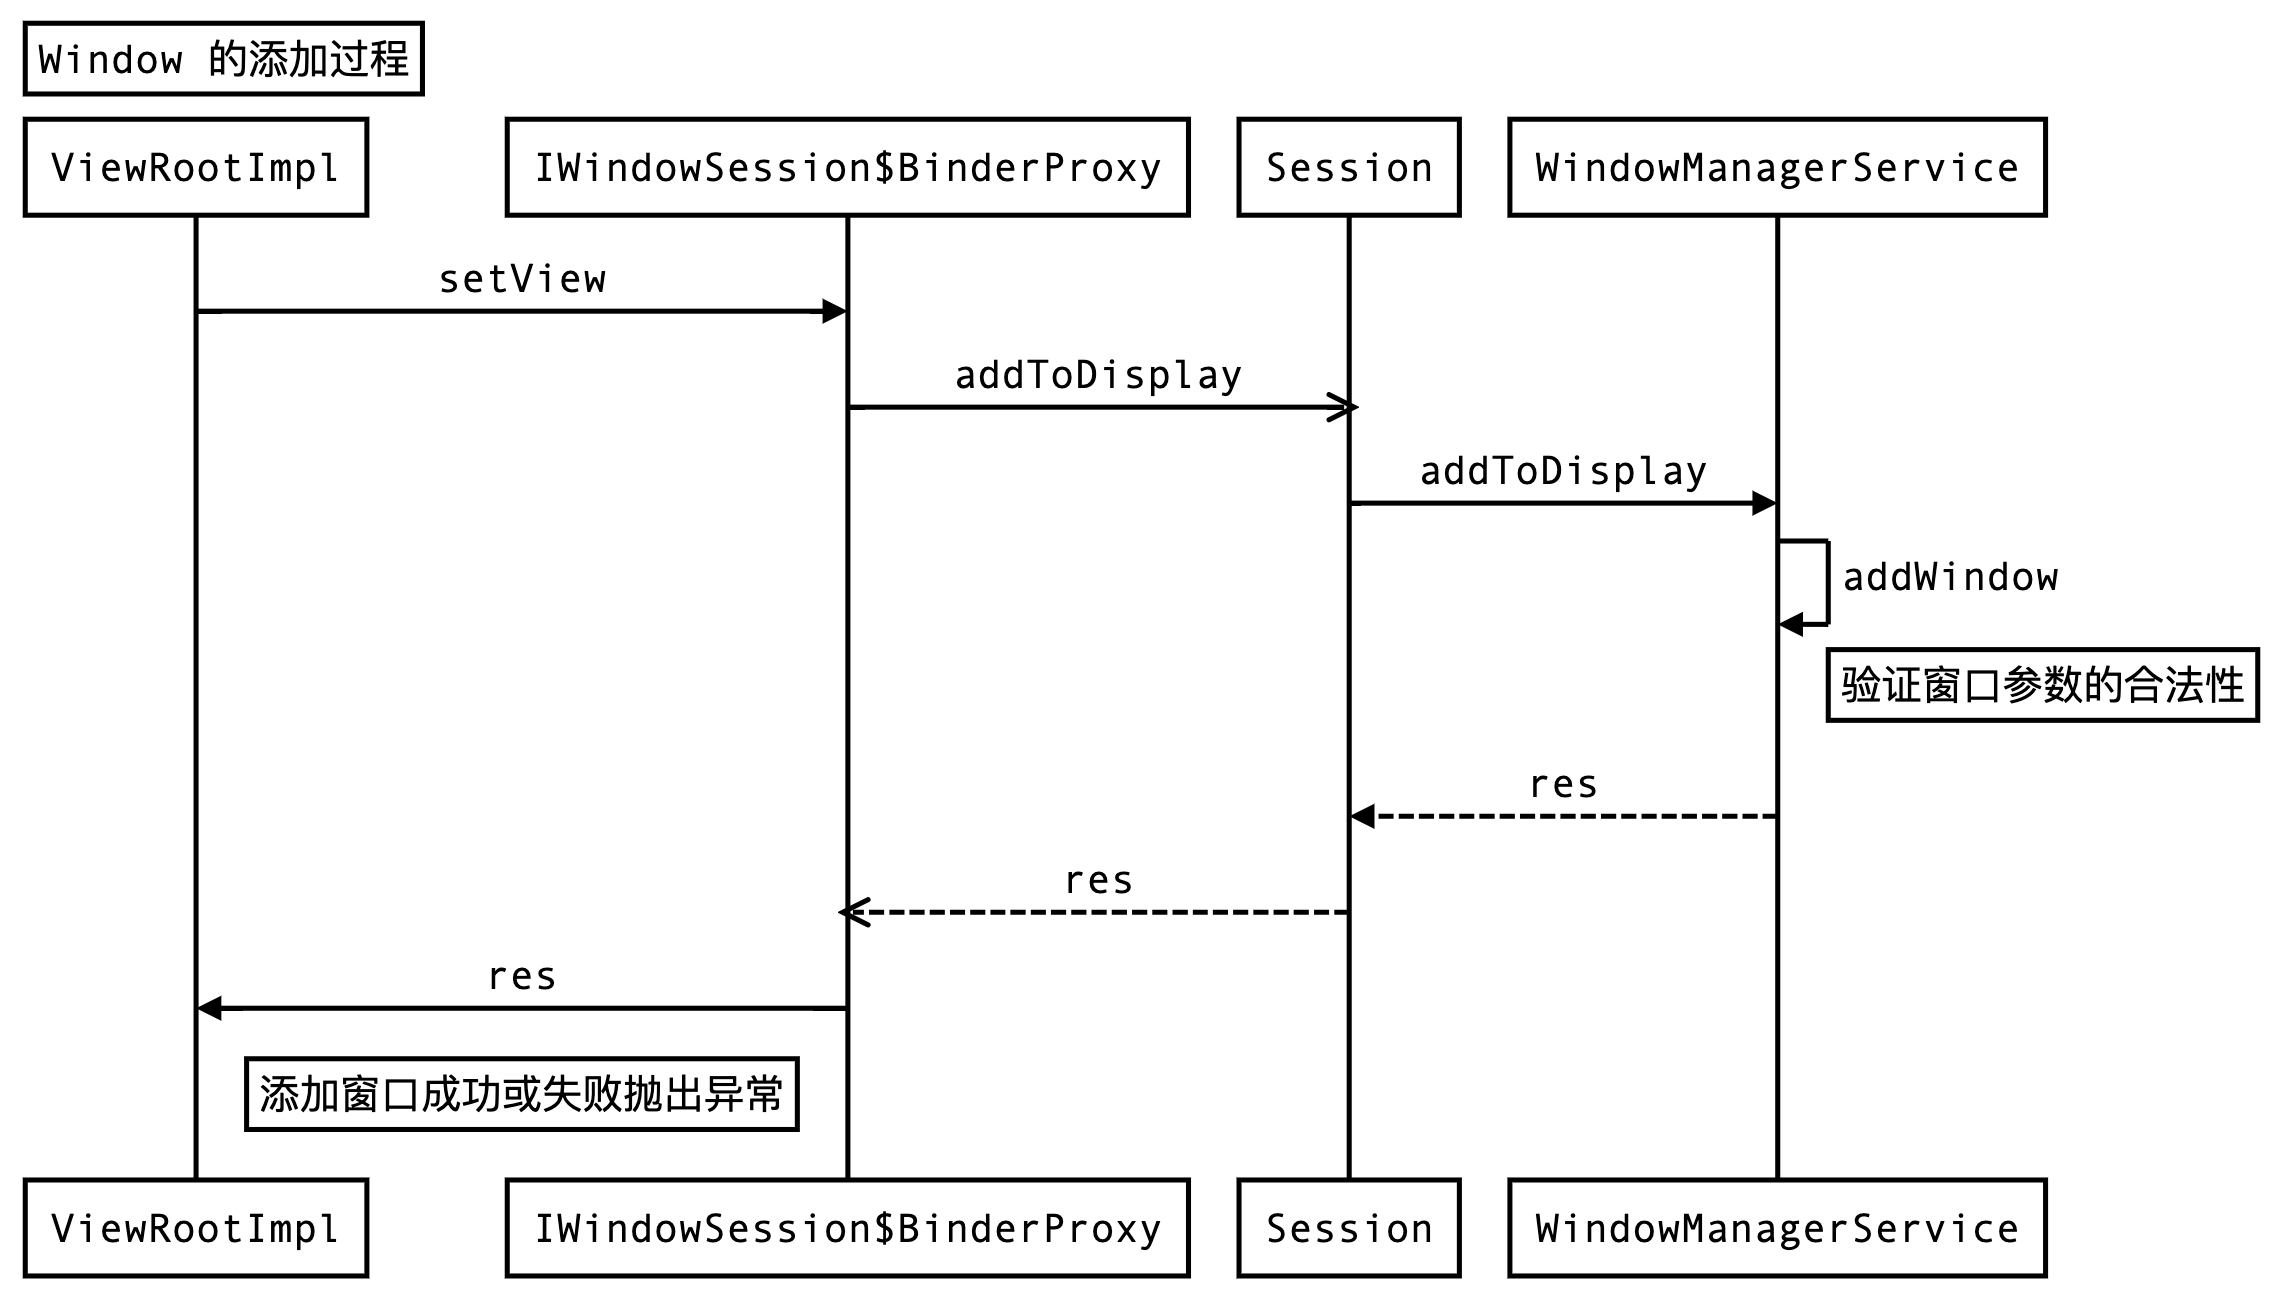 Window 的添加过程
ViewRootImpl
IWindowSession$BinderProxy
Session
WindowManagerService
setView
addToDisplay
addToDisplay
addWindow
验证窗口参数的合法性
res
res
res
添加窗口成功或失败抛出异常
ViewRootImpl
IWindowSession$BinderProxy
Session
WindowManagerService